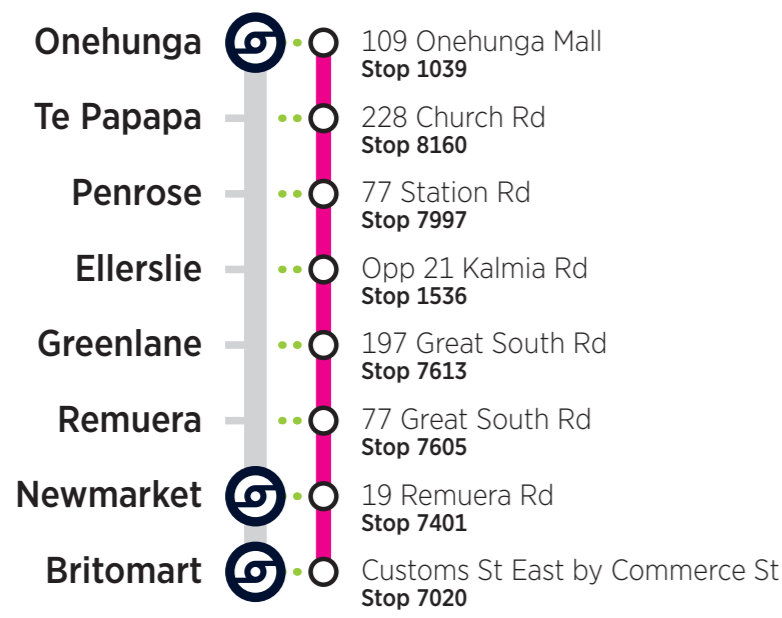 Onehunga
109 Onehunga Mall
Stop 1039
Te Papapa
228 Church Rd
Stop 8160
Penrose
77 Station Rd
Stop 7997
Ellerslie
Opp 21 Kalmia Rd
Stop 1536
Greenlane
197 Great South Rd
Stop 7613
Remuera
77 Great South Rd
Stop 7605
Newmarket
19 Remuera Rd
Stop 7401
Britomart
Customs St East by Commerce St
Stop 7020